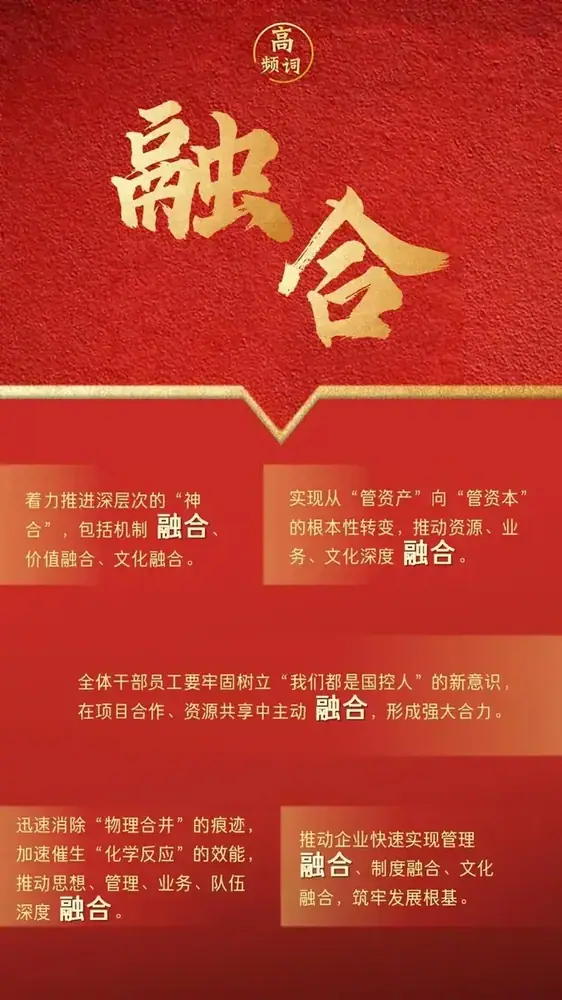 高
频词
融
合
着力推进深层次的“神
合”，包括机制 融合、
价值融合、文化融合。
实现从“管资产”向“管资本”
的根本性转变，推动资源、业
务、文化深度 融合。
全体干部员工要牢固树立“我们都是国控人”的新意识，
在项目合作、资源共享中主动 融合，形成强大合力。
迅速消除“物理合并”的痕迹，
加速催生“化学反应”的效能，
推动思想、管理、业务、队伍
深度 融合。
推动企业快速实现管理
融合、制度融合、文化
融合，筑牢发展根基。